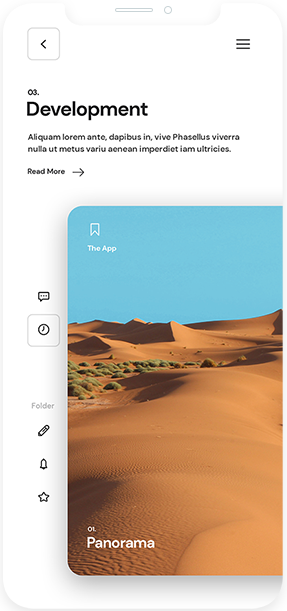 03.
Development
Aliquam lorem ante, dapibus in, vive Phasellus viverra
nulla ut metus variu aenean imperdiet iam ultricies.
Read More
The App
Folder
01.
Panorama